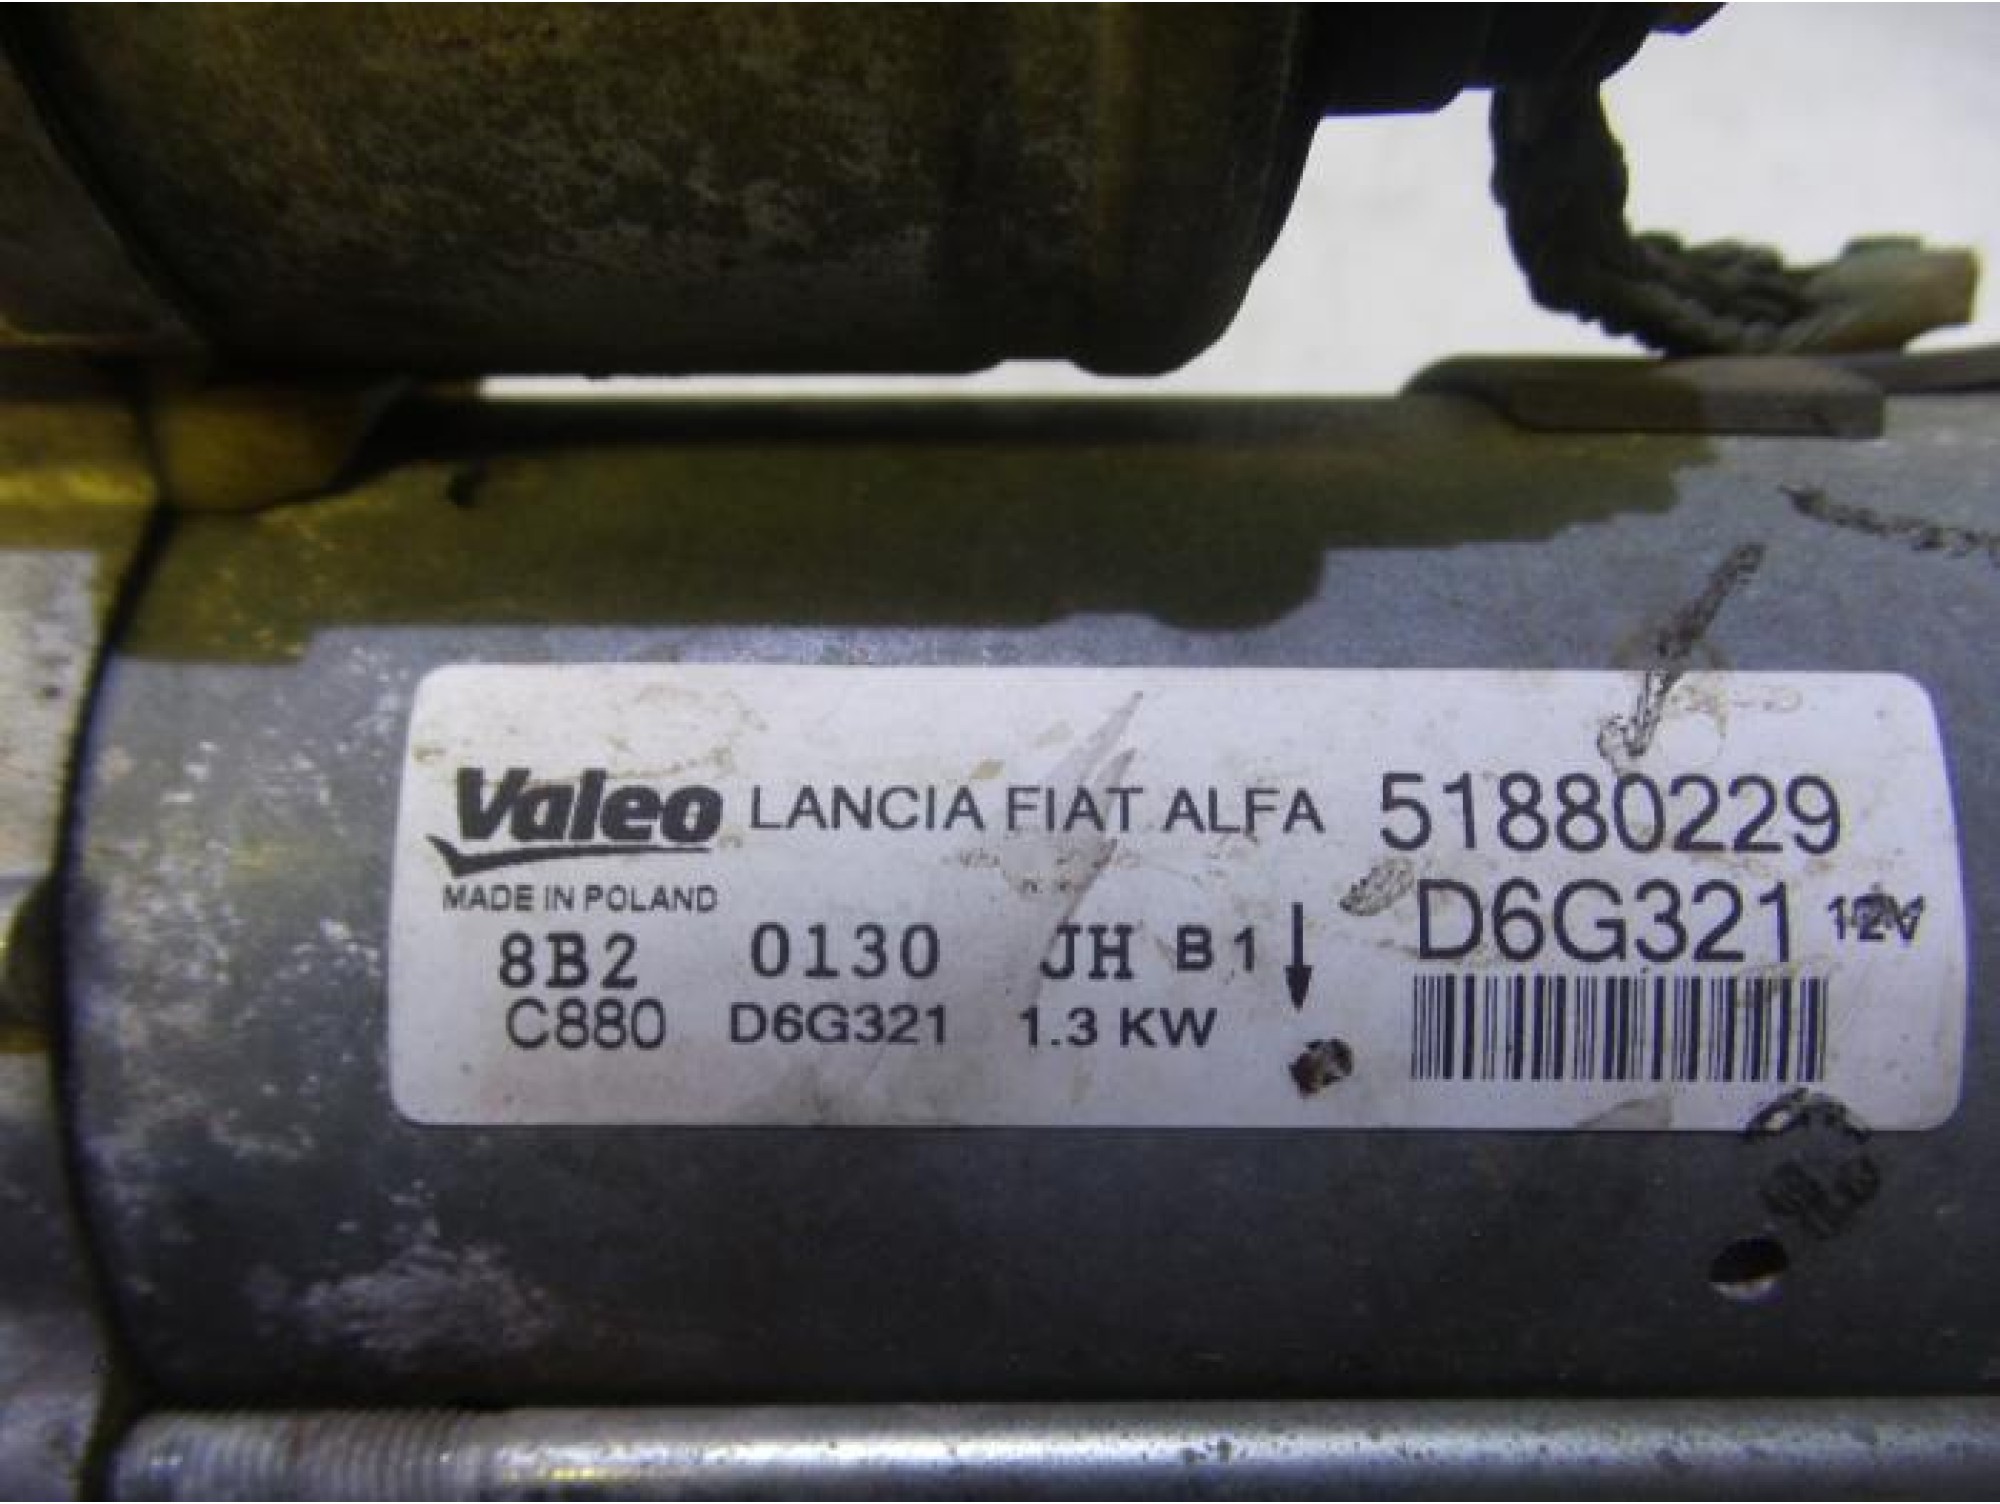 Valeo LANCIA FIAT ALFA 51880229
MADE IN POLAND D6G321 12V
8B2 0130 JH B1
C880 D6G321 1.3 KW